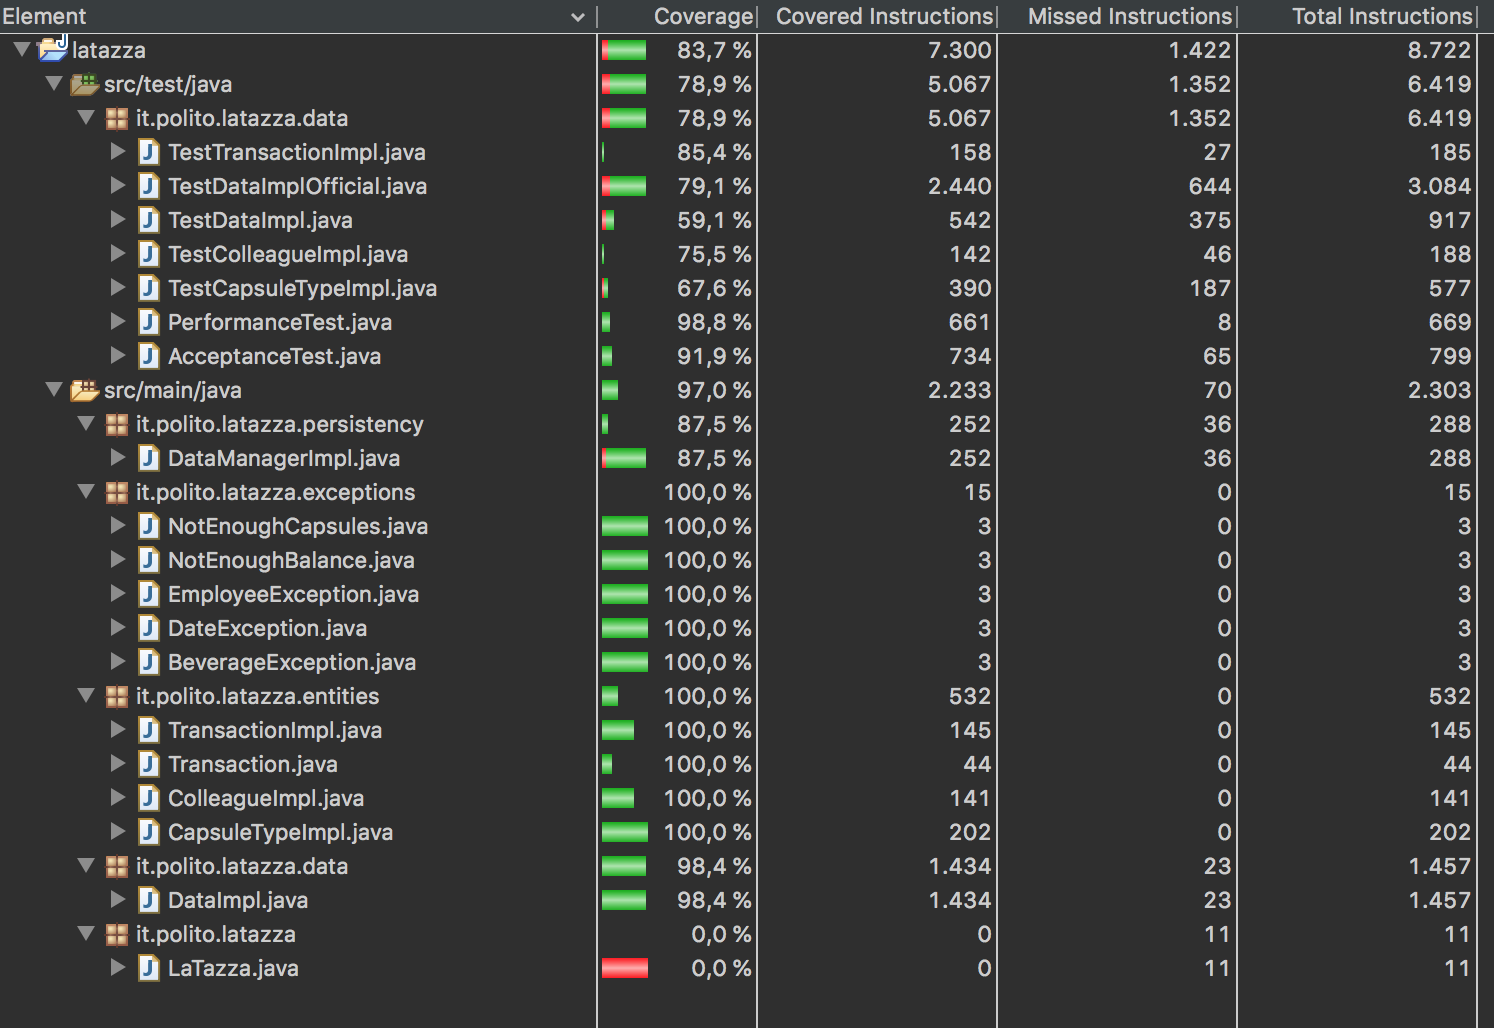 Element Coverage Covered Instructions Missed Instructions Total Instructions
latazza 83,7 % 7.300 1.422 8.722
src/test/java 78,9 % 5.067 1.352 6.419
it.polito.latazza.data 78,9 % 5.067 1.352 6.419
TestTransactionImpl.java 85,4 % 158 27 185
TestDataImplOfficial.java 79,1 % 2.440 644 3.084
TestDataImpl.java 59,1 % 542 375 917
TestColleagueImpl.java 75,5 % 142 46 188
TestCapsuleTypeImpl.java 67,6 % 390 187 577
PerformanceTest.java 98,8 % 661 8 669
AcceptanceTest.java 91,9 % 734 65 799
src/main/java 97,0 % 2.233 70 2.303
it.polito.latazza.persistency 87,5 % 252 36 288
DataManagerImpl.java 87,5 % 252 36 288
it.polito.latazza.exceptions 100,0 % 15 0 15
NotEnoughCapsules.java 100,0 % 3 0 3
NotEnoughBalance.java 100,0 % 3 0 3
EmployeeException.java 100,0 % 3 0 3
DateException.java 100,0 % 3 0 3
BeverageException.java 100,0 % 3 0 3
it.polito.latazza.entities 100,0 % 532 0 532
TransactionImpl.java 100,0 % 145 0 145
Transaction.java 100,0 % 44 0 44
ColleagueImpl.java 100,0 % 141 0 141
CapsuleTypeImpl.java 100,0 % 202 0 202
it.polito.latazza.data 98,4 % 1.434 23 1.457
DataImpl.java 98,4 % 1.434 23 1.457
it.polito.latazza 0,0 % 0 11 11
LaTazza.java 0,0 % 0 11 11